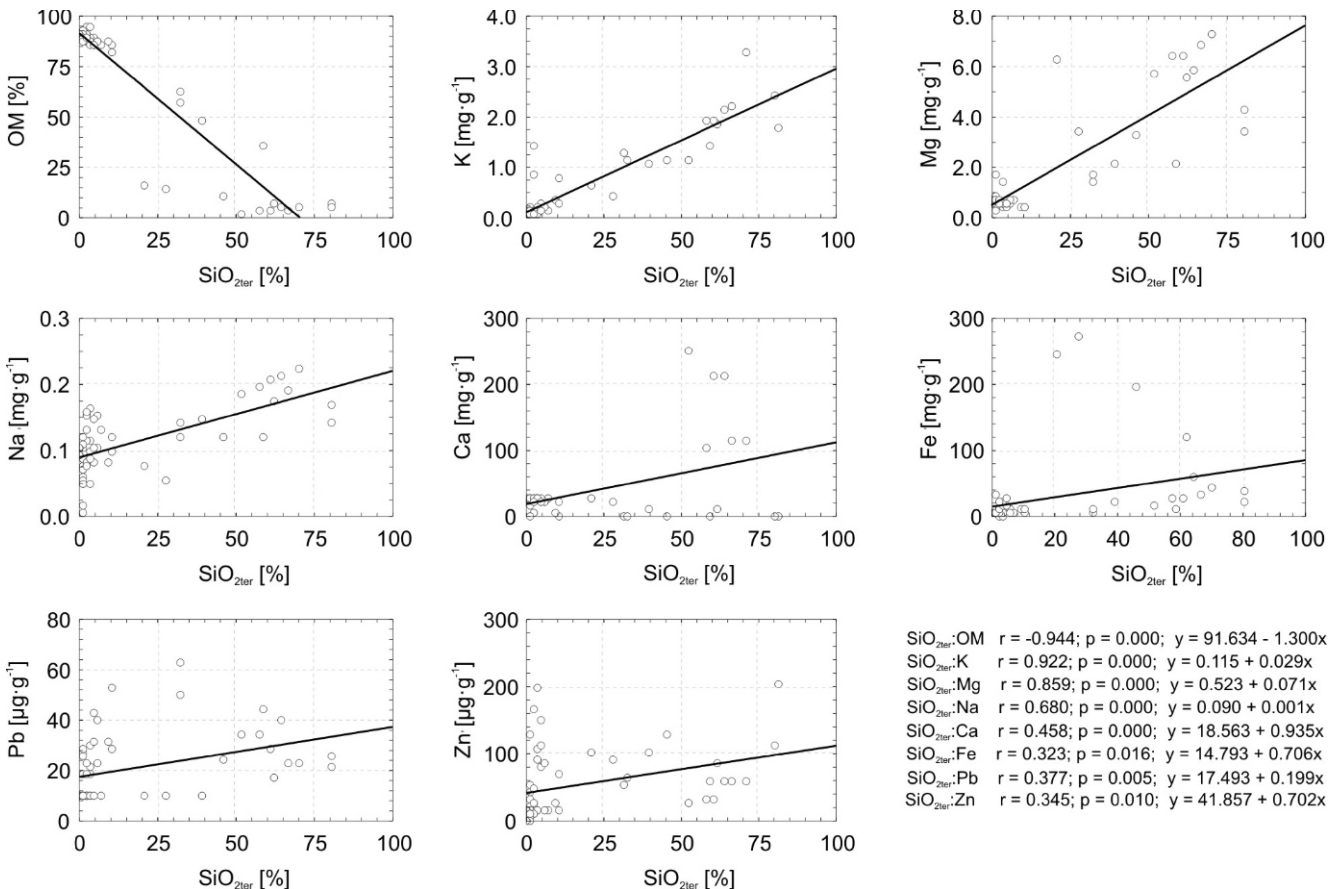 100
75
50
25
0
OM [%]
0 25 50 75 100
SiO2ter [%]
4.0
3.0
2.0
1.0
0.0
K [mg·g-1]
0 25 50 75 100
SiO2ter [%]
8.0
6.0
4.0
2.0
0.0
Mg [mg·g-1]
0 25 50 75 100
SiO2ter [%]
0.3
0.2
0.1
0.0
Na [mg·g-1]
0 25 50 75 100
SiO2ter [%]
300
200
100
0
Ca [mg·g-1]
0 25 50 75 100
SiO2ter [%]
300
200
100
0
Fe [mg·g-1]
0 20 40 60 80 100
SiO2ter [%]
80
60
40
20
0
Pb [µg·g-1]
0 25 50 75 100
SiO2ter [%]
300
200
100
0
Zn [µg·g-1]
0 25 50 75 100
SiO2ter [%]
SiO2ter:OM r = -0.944; p = 0.000; y = 91.634 - 1.300x
SiO2ter:K r = 0.922; p = 0.000; y = 0.115 + 0.029x
SiO2ter:Mg r = 0.859; p = 0.000; y = 0.523 + 0.071x
SiO2ter:Na r = 0.680; p = 0.000; y = 0.090 + 0.001x
SiO2ter:Ca r = 0.458; p = 0.000; y = 18.563 + 0.935x
SiO2ter:Fe r = 0.323; p = 0.016; y = 14.793 + 0.706x
SiO2ter:Pb r = 0.377; p = 0.005; y = 17.493 + 0.199x
SiO2ter:Zn r = 0.345; p = 0.010; y = 41.857 + 0.702x